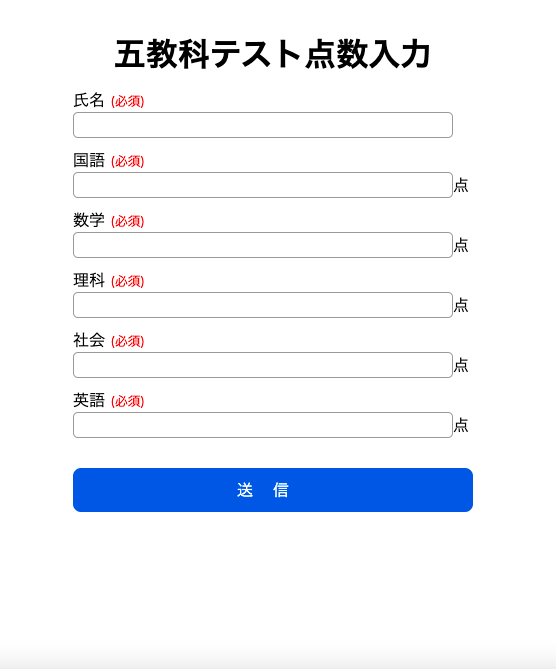 五教科テスト点数入力
氏名 (必須)
国語 (必須)
点
数学 (必須)
点
理科 (必須)
点
社会 (必須)
点
英語 (必須)
点
送　信